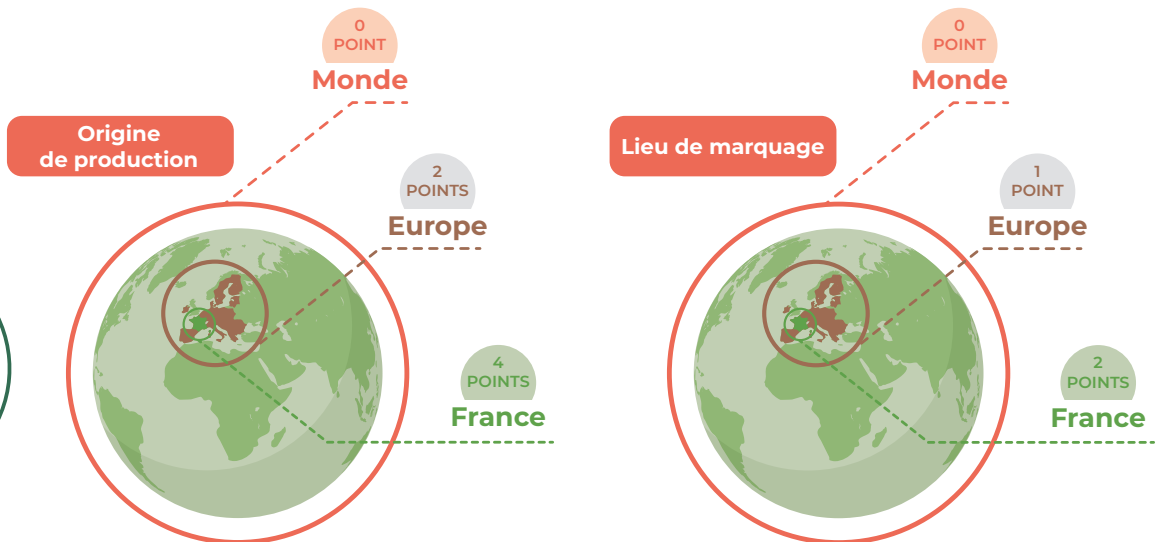 0
POINT
Monde
Origine
de production
2
POINTS
Europe
4
POINTS
France
0
POINT
Monde
Lieu de marquage
1
POINT
Europe
2
POINTS
France